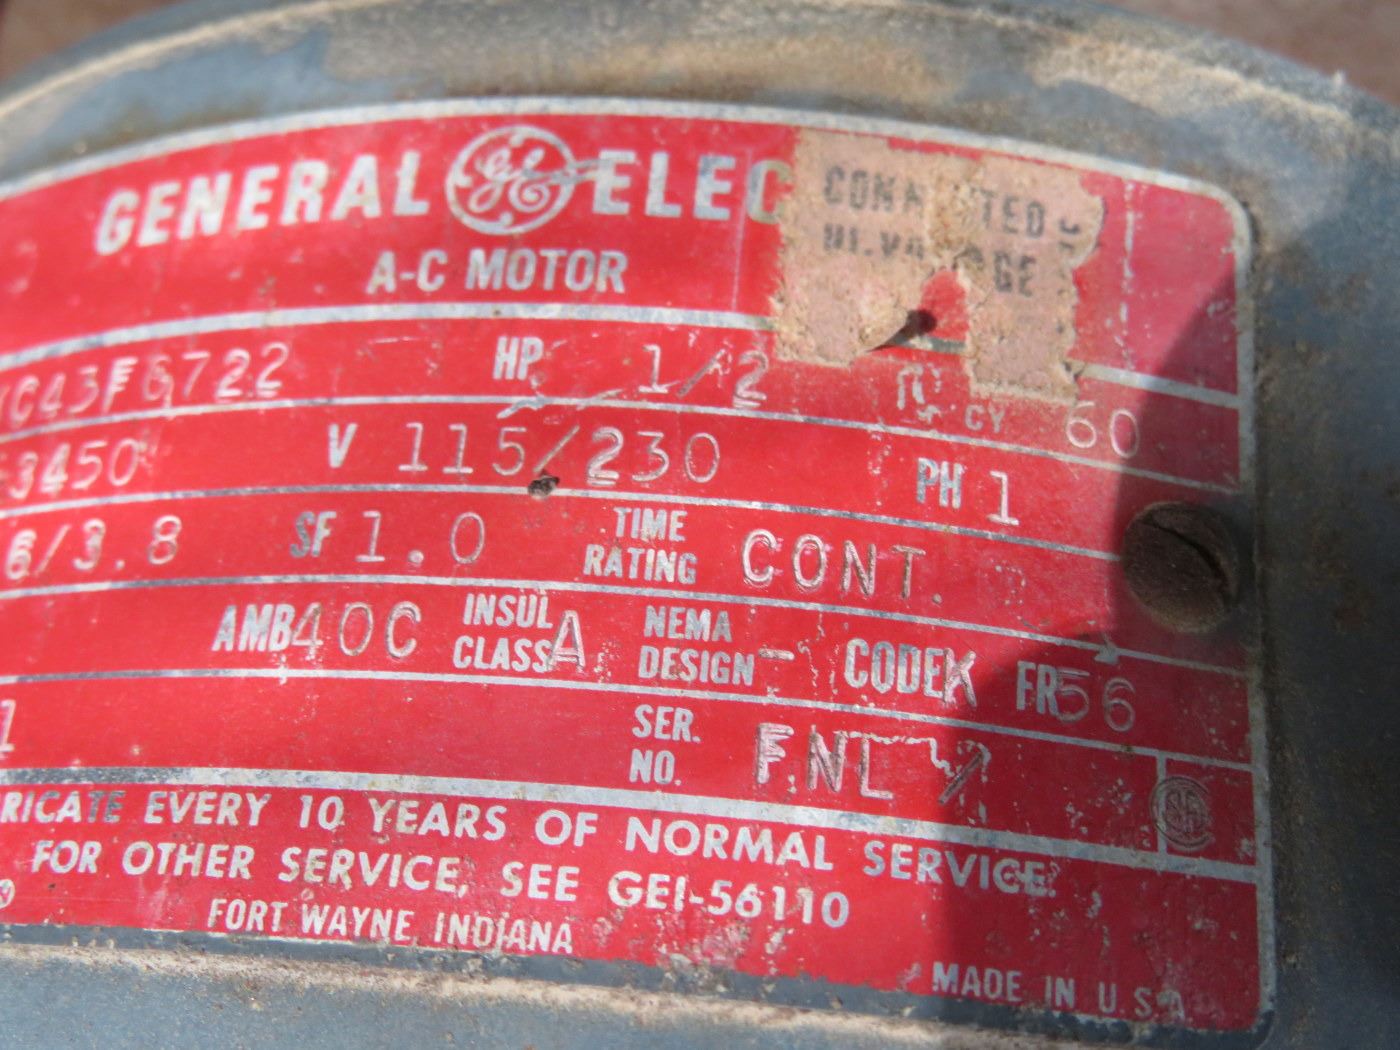 GENERAL GE ELEC
CONNECTED
HI. VOLTAGE
A-C MOTOR
C43F6722 HP 1/2 CY 60
3450 V 115/230 PH 1
6/3.8 SF 1.0 TIME RATING CONT.
AMB 40C INSUL CLASS A NEMA DESIGN - CODE K FR 56
1 SER. NO. FNL
RICATE EVERY 10 YEARS OF NORMAL SERVICE.
FOR OTHER SERVICE, SEE GEI-56110
FORT WAYNE, INDIANA
MADE IN U.S.A.